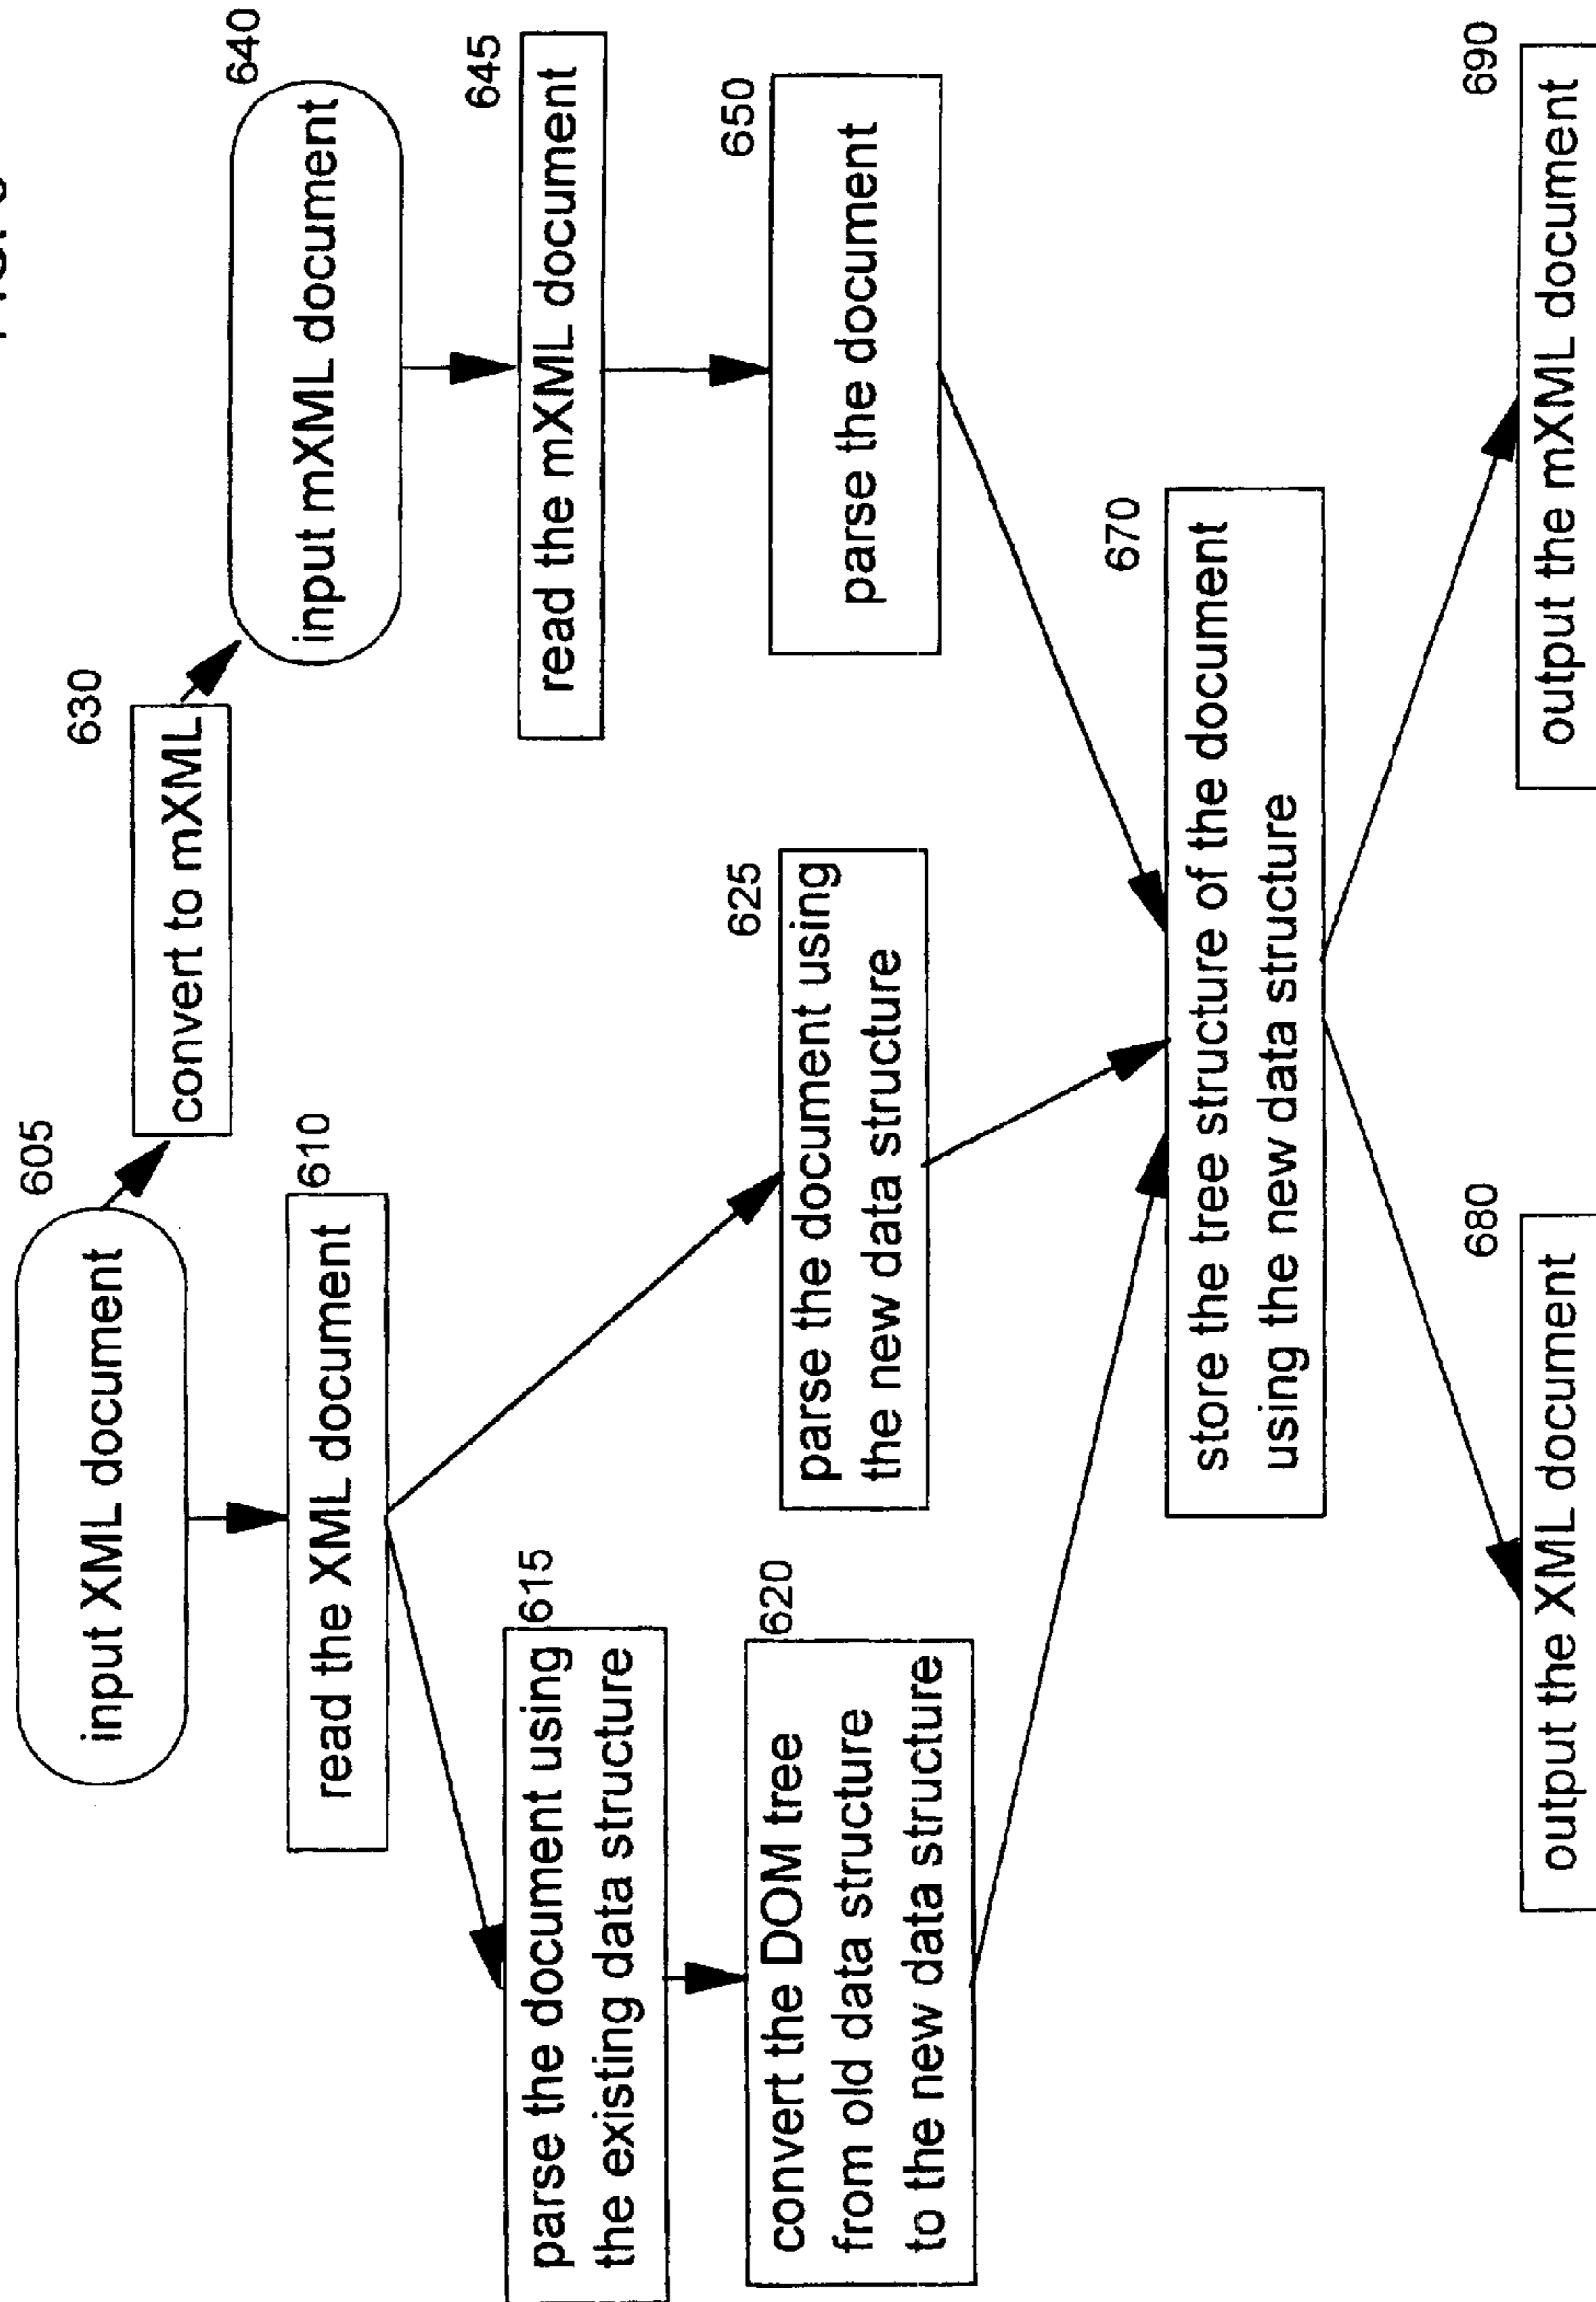 605
input XML document
630
convert to mXML
640
input mXML document
610
read the XML document
645
read the mXML document
615
parse the document using
the existing data structure
620
convert the DOM tree
from old data structure
to the new data structure
625
parse the document using
the new data structure
650
parse the document
670
store the tree structure of the document
using the new data structure
680
output the XML document
690
output the mXML document